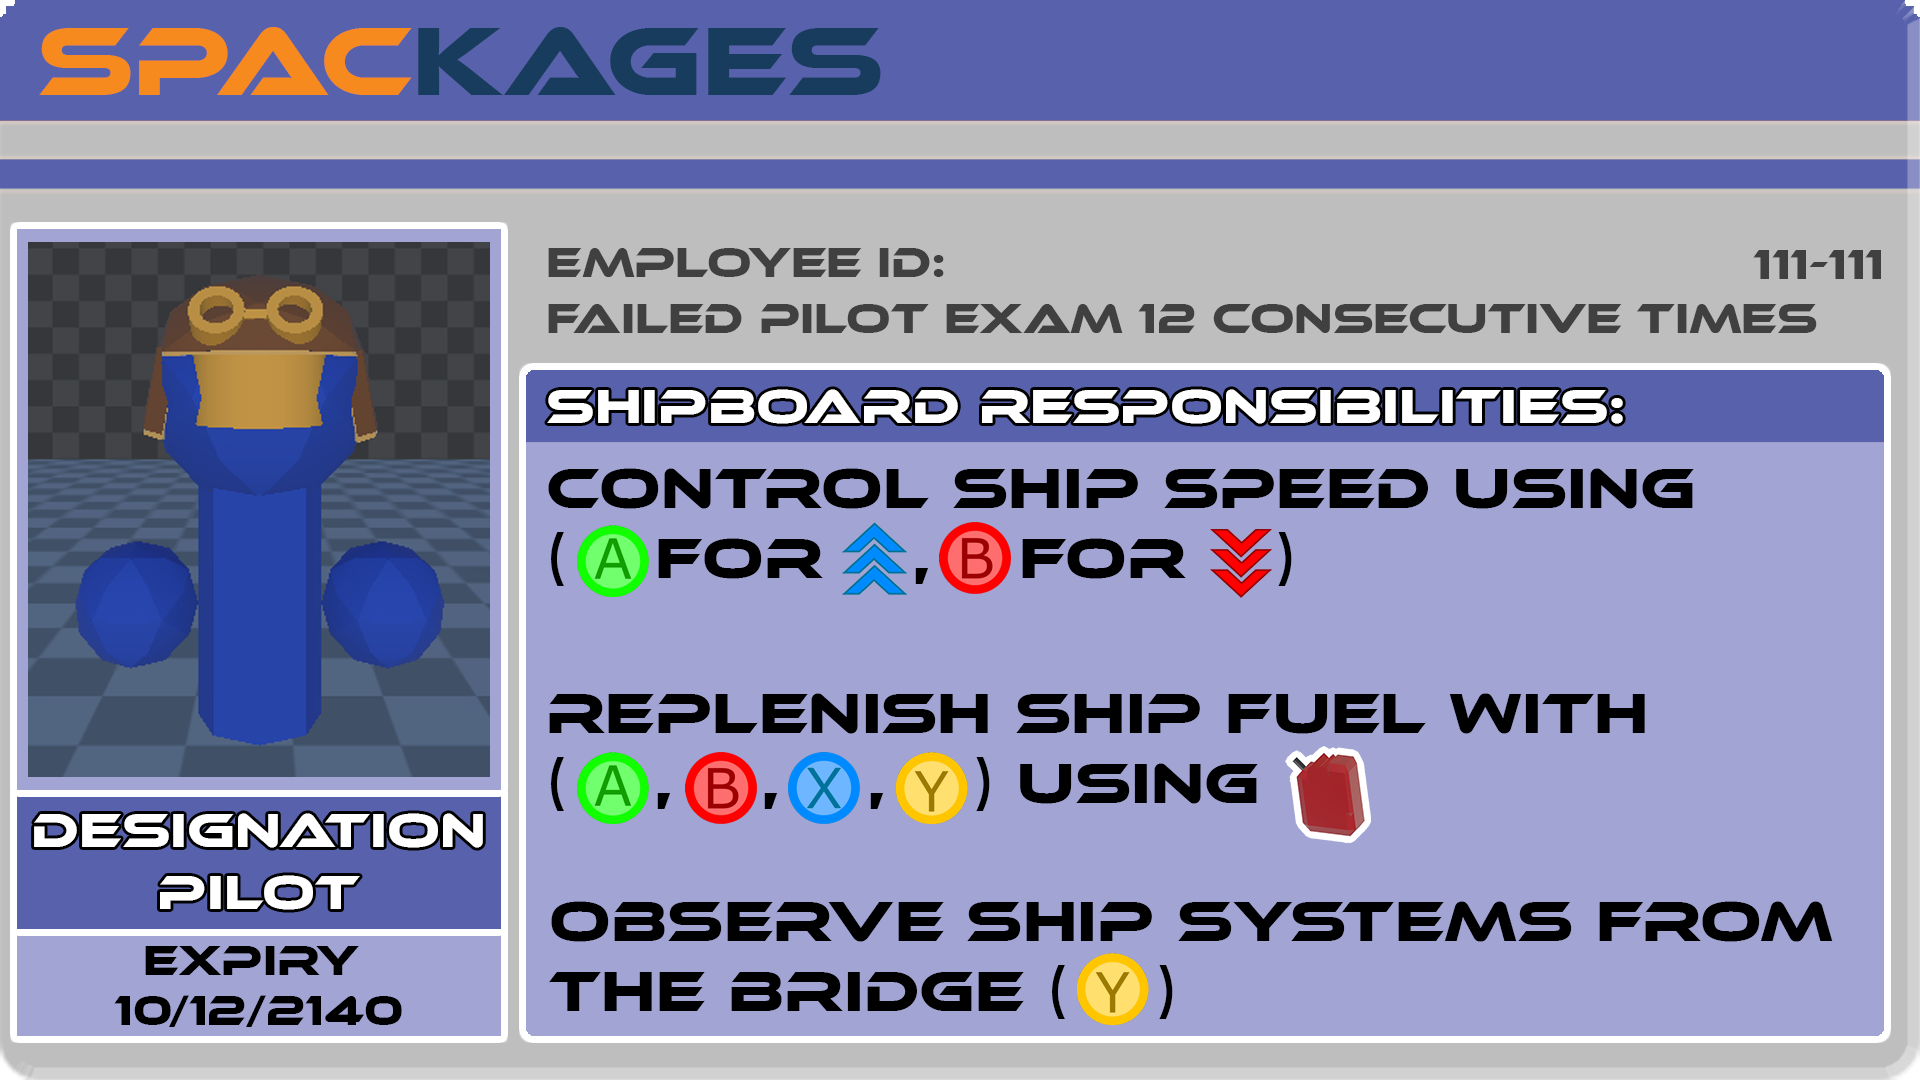 SPACKAGES
EMPLOYEE ID: 111-111
FAILED PILOT EXAM 12 CONSECUTIVE TIMES
SHIPBOARD RESPONSIBILITIES:
CONTROL SHIP SPEED USING
(A FOR , B FOR )
REPLENISH SHIP FUEL WITH
(A, B, X, Y) USING
OBSERVE SHIP SYSTEMS FROM
THE BRIDGE (Y)
DESIGNATION
PILOT
EXPIRY
10/12/2140